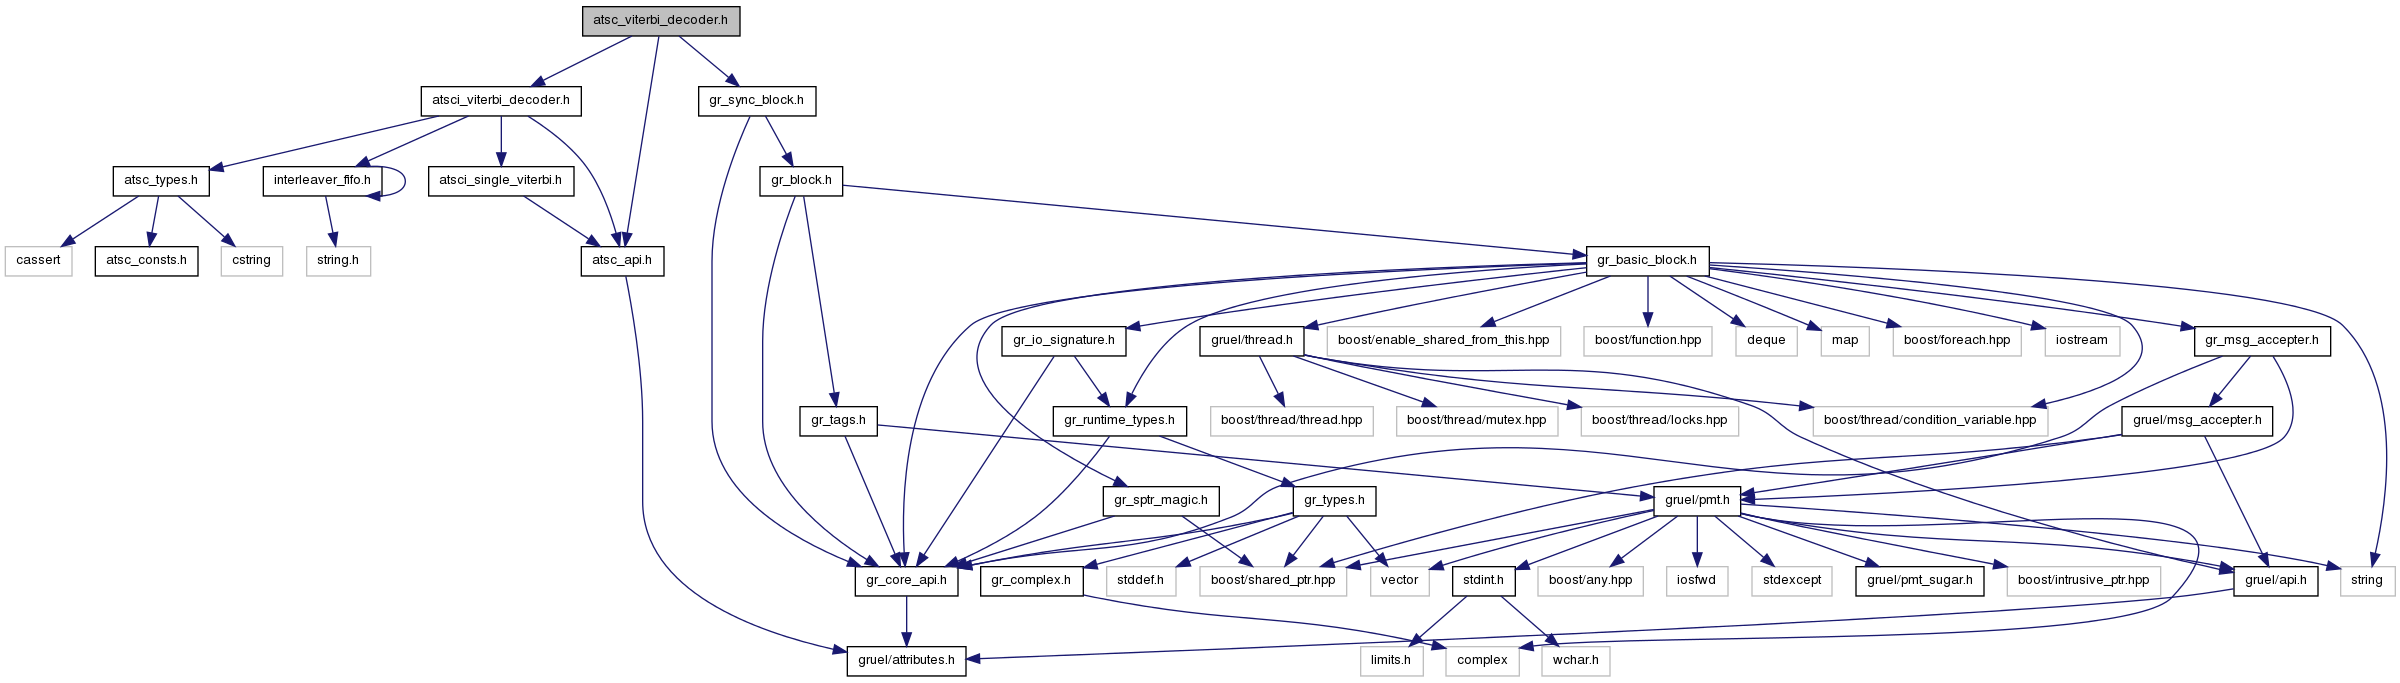 atsc_viterbi_decoder.h
atsci_viterbi_decoder.h
gr_sync_block.h
atsc_types.h
interleaver_fifo.h
atsci_single_viterbi.h
gr_block.h
cassert
atsc_consts.h
cstring
string.h
atsc_api.h
gr_basic_block.h
gr_io_signature.h
gruel/thread.h
boost/enable_shared_from_this.hpp
boost/function.hpp
deque
map
boost/foreach.hpp
iostream
gr_msg_accepter.h
gr_tags.h
gr_runtime_types.h
boost/thread/thread.hpp
boost/thread/mutex.hpp
boost/thread/locks.hpp
boost/thread/condition_variable.hpp
gruel/msg_accepter.h
gr_sptr_magic.h
gr_types.h
gruel/pmt.h
gr_core_api.h
gr_complex.h
stddef.h
boost/shared_ptr.hpp
vector
stdint.h
boost/any.hpp
iosfwd
stdexcept
gruel/pmt_sugar.h
boost/intrusive_ptr.hpp
gruel/api.h
string
gruel/attributes.h
limits.h
complex
wchar.h